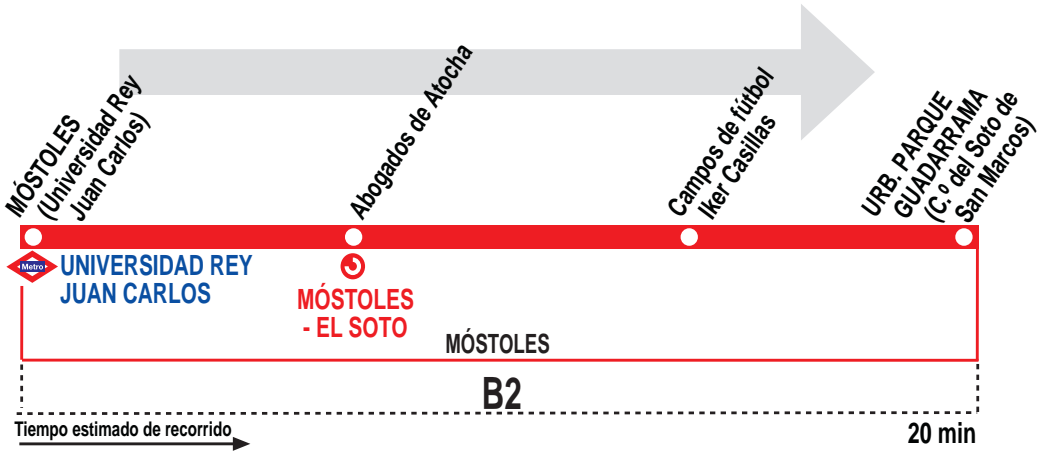 MÓSTOLES
(Universidad Rey
Juan Carlos)
Abogados de Atocha
Campos de fútbol
Iker Casillas
URB. PARQUE
GUADARRAMA
(C.º del Soto de
San Marcos)
Metro
UNIVERSIDAD REY
JUAN CARLOS
MÓSTOLES
- EL SOTO
MÓSTOLES
B2
Tiempo estimado de recorrido
20 min